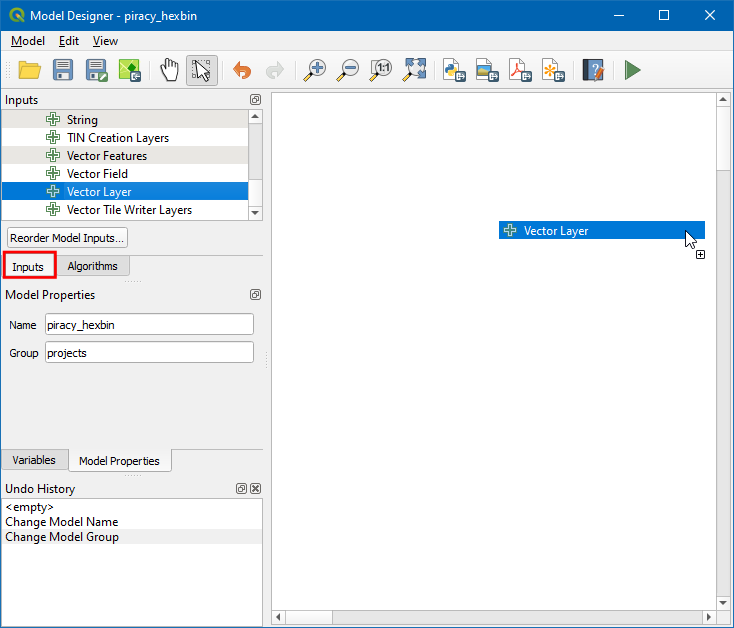 Model Designer - piracy_hexbin
Model Edit View
1:1
Inputs
String
TIN Creation Layers
Vector Features
Vector Field
Vector Layer
Vector Tile Writer Layers
Reorder Model Inputs...
Inputs Algorithms
Model Properties
Name piracy_hexbin
Group projects
Variables Model Properties
Undo History
<empty>
Change Model Name
Change Model Group
Vector Layer